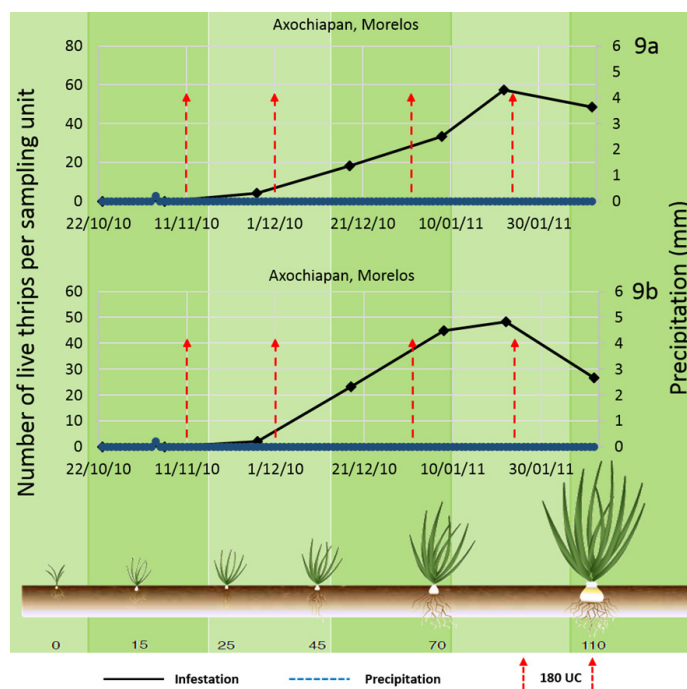 Axochiapan, Morelos
9a
80
60
40
20
0
6
5
4
3
2
1
0
22/10/10 11/11/10 1/12/10 21/12/10 10/01/11 30/01/11
Number of live thrips per sampling unit
Precipitation (mm)
Axochiapan, Morelos
9b
60
50
40
30
20
10
0
6
5
4
3
2
1
0
22/10/10 11/11/10 1/12/10 21/12/10 10/01/11 30/01/11
0 15 25 45 70 110
Infestation Precipitation 180 UC